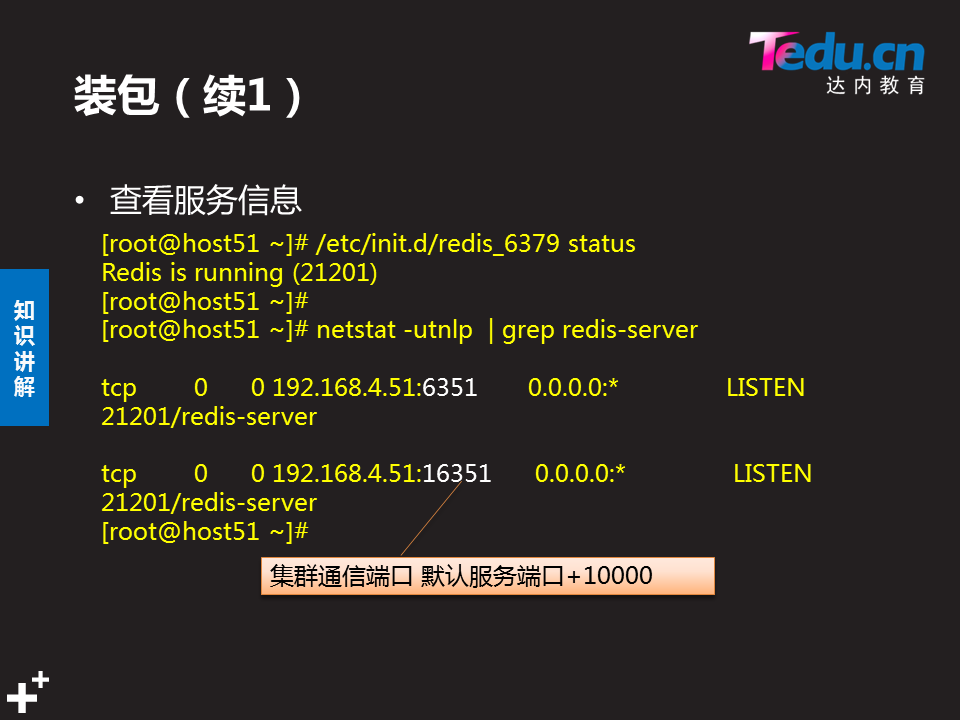 Tedu.cn
达内教育
装包（续1）
• 查看服务信息
[root@host51 ~]# /etc/init.d/redis_6379 status
Redis is running (21201)
[root@host51 ~]#
[root@host51 ~]# netstat -utnlp | grep redis-server
tcp 0 0 192.168.4.51:6351 0.0.0.0:* LISTEN
21201/redis-server
tcp 0 0 192.168.4.51:16351 0.0.0.0:* LISTEN
21201/redis-server
[root@host51 ~]#
集群通信端口 默认服务端口+10000
知识讲解